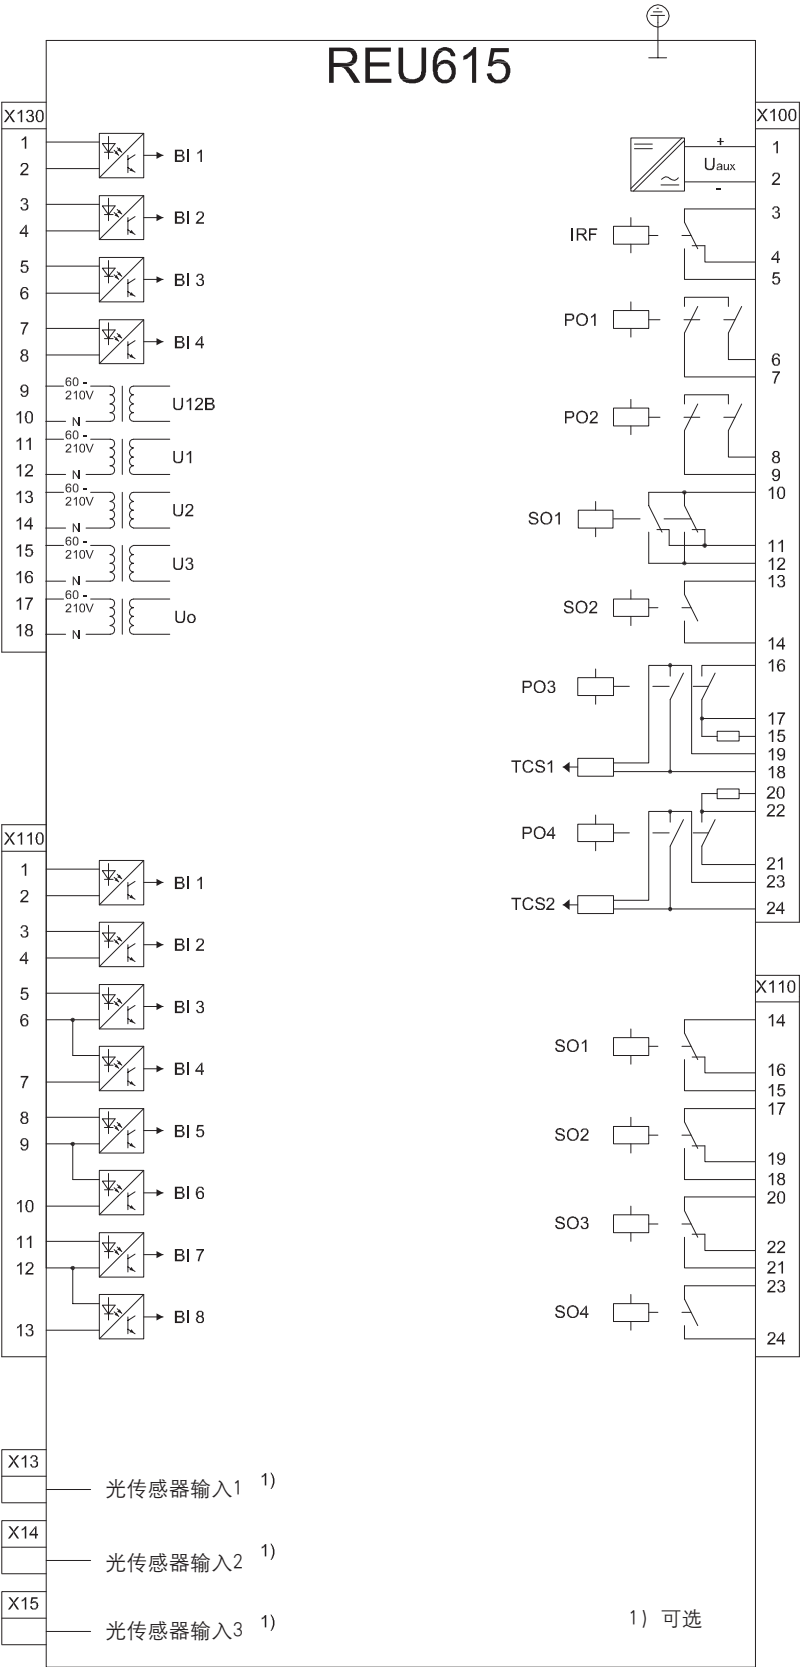 REU615
X130
1
2
BI 1
3
4
BI 2
5
6
BI 3
7
8
BI 4
9
60 -
210V
10
N
U12B
11
60 -
210V
12
N
U1
13
60 -
210V
14
N
U2
15
60 -
210V
16
N
U3
17
60 -
210V
18
N
Uo
X110
1
2
BI 1
3
4
BI 2
5
6
BI 3
BI 4
7
8
9
BI 5
BI 6
10
11
12
BI 7
BI 8
13
X13
光传感器输入1 1)
X14
光传感器输入2 1)
X15
光传感器输入3 1)
X100
+
1
Uaux
2
-
3
IRF
4
5
PO1
6
7
PO2
8
9
10
SO1
11
12
13
SO2
14
16
PO3
17
15
19
TCS1
18
20
22
PO4
21
23
TCS2
24
X110
14
SO1
16
15
17
SO2
19
18
20
SO3
22
21
23
SO4
24
1) 可选